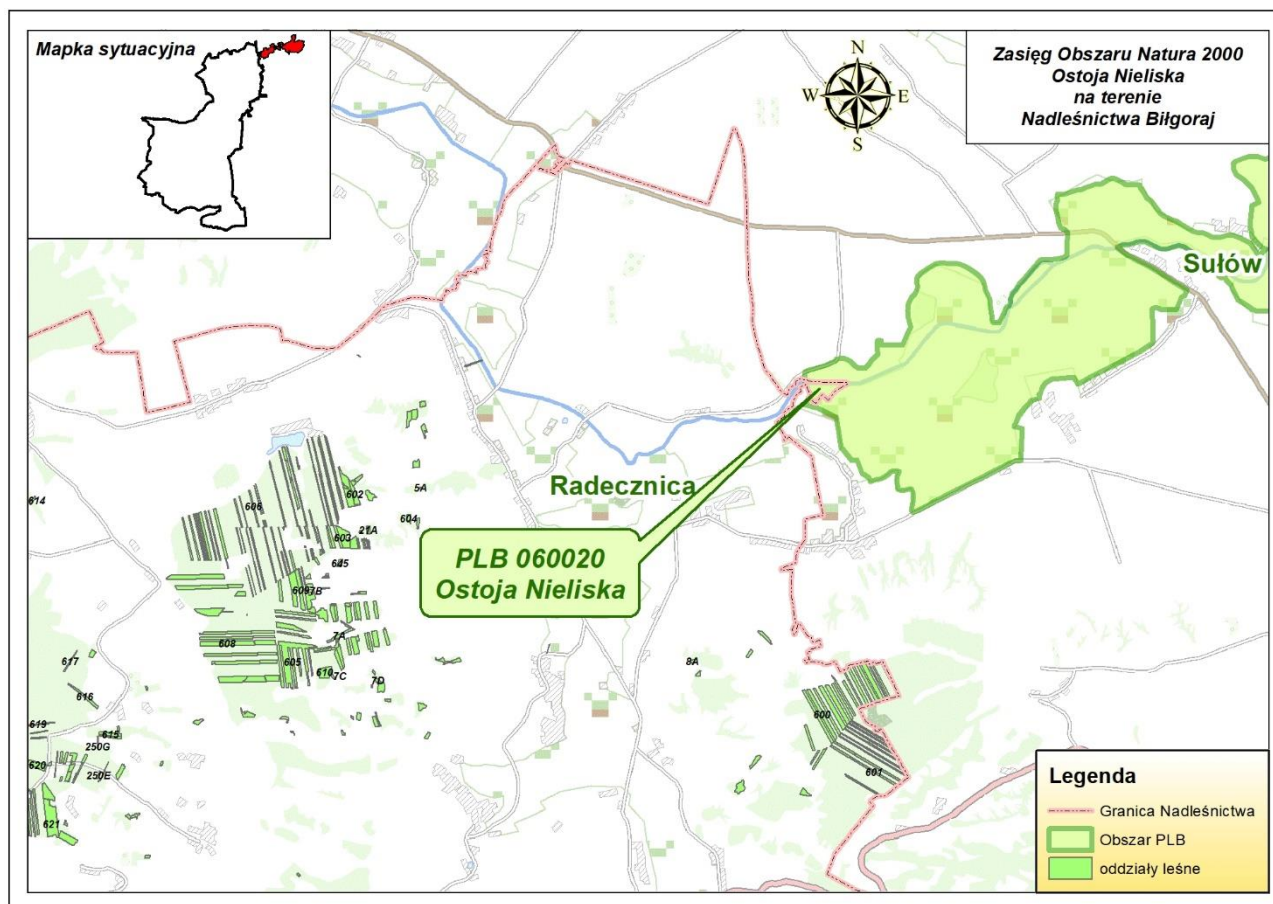 Mapka sytuacyjna
N
W
E
S
Zasięg Obszaru Natura 2000
Ostoja Nieliska
na terenie
Nadleśnictwa Biłgoraj
Sułów
Radecznica
PLB 060020
Ostoja Nieliska
614
606
602
5A
604
21A
603
7B
7A
608
605
610
7C
7D
617
616
619
615
250G
620
250E
621
8A
600
601
Legenda
Granica Nadleśnictwa
Obszar PLB
oddziały leśne